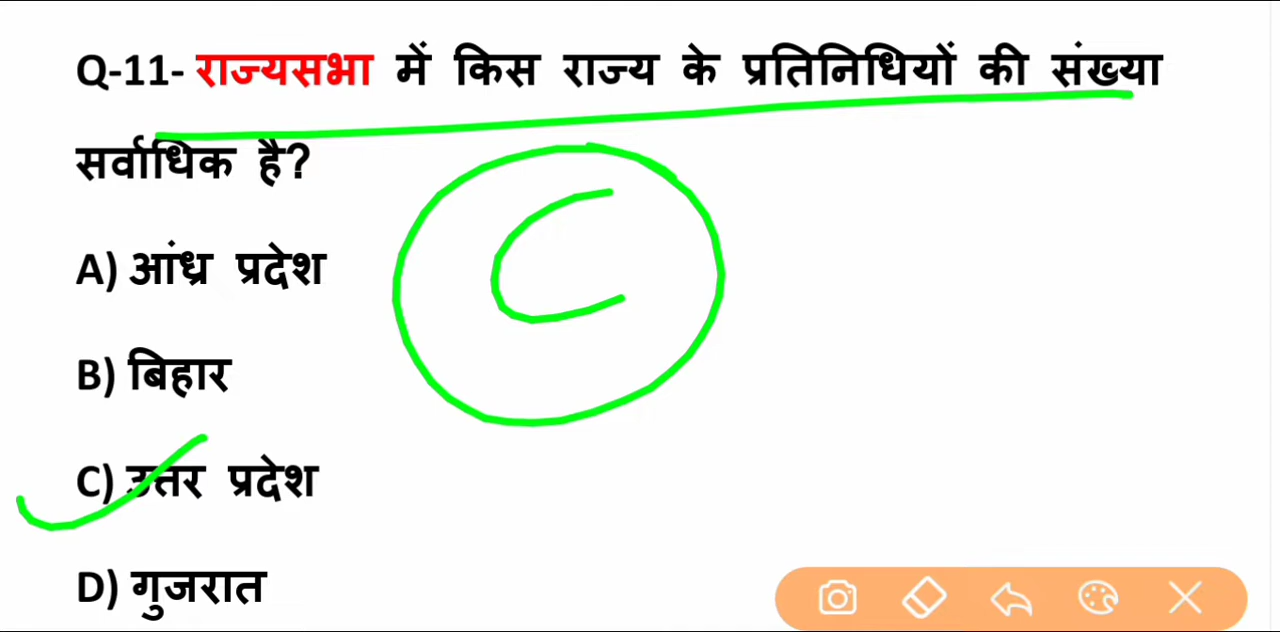 Q-11- राज्यसभा में किस राज्य के प्रतिनिधियों की संख्या
सर्वाधिक है?
C
A) आंध्र प्रदेश
B) बिहार
C) उत्तर प्रदेश
D) गुजरात